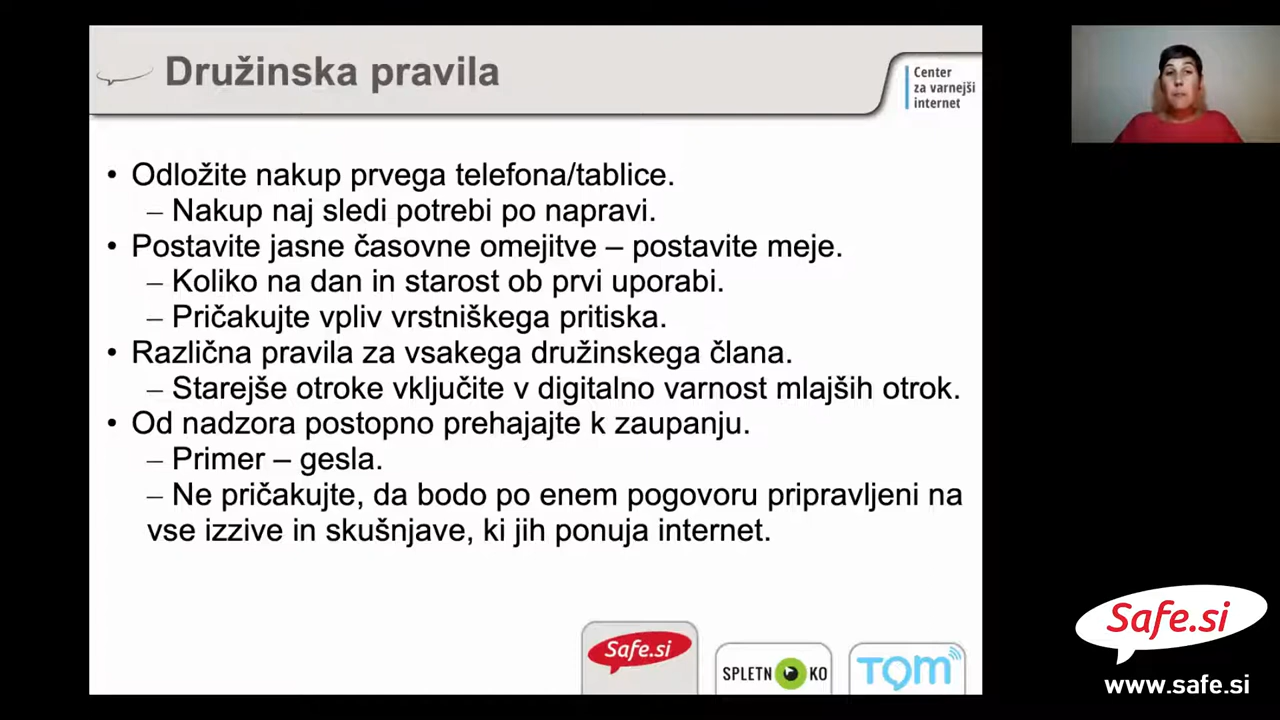 Družinska pravila
Center
za varnejši
internet
• Odložite nakup prvega telefona/tablice.
– Nakup naj sledi potrebi po napravi.
• Postavite jasne časovne omejitve – postavite meje.
– Koliko na dan in starost ob prvi uporabi.
– Pričakujte vpliv vrstniškega pritiska.
• Različna pravila za vsakega družinskega člana.
– Starejše otroke vključite v digitalno varnost mlajših otrok.
• Od nadzora postopno prehajajte k zaupanju.
– Primer – gesla.
– Ne pričakujte, da bodo po enem pogovoru pripravljeni na
vse izzive in skušnjave, ki jih ponuja internet.
Safe.si
SPLETNOKO
TOM
Safe.si
www.safe.si